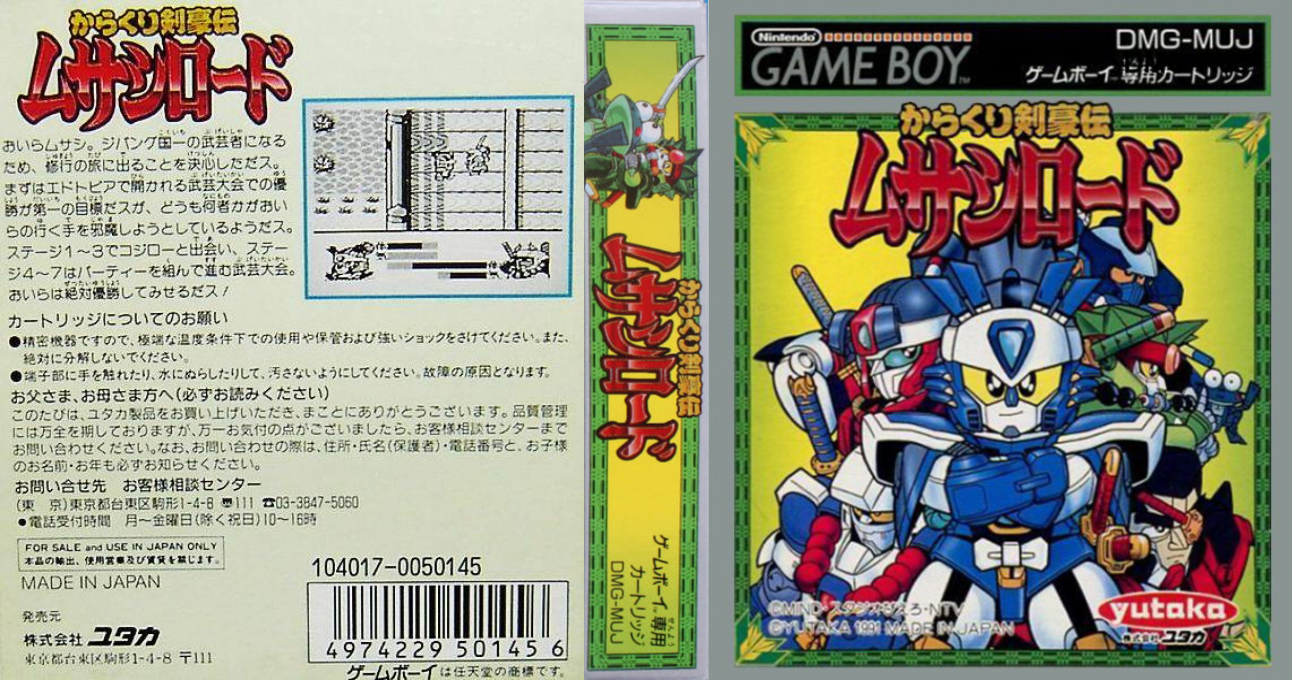 からくり剣豪伝
ムサシロード
おいらムサシ。ジパング国一の武芸者になる
ため、修行の旅に出ることを決心しただス。
まずはエドトピアで開かれる武芸大会での優
勝が第一の目標だスが、どうも何者かがおい
らの行く手を邪魔しようとしているようだス。
ステージ1〜3でコジローと出会い、ステー
ジ4〜7はパーティーを組んで進む武芸大会。
おいらは絶対優勝してみせるだス!
カートリッジについてのお願い
●精密機器ですので、極端な温度条件下での使用や保管および強いショックをさけてください。また、
絶対に分解しないでください。
●端子部に手を触れたり、水にぬらしたりして、汚さないようにしてください。故障の原因となります。
お父さま、お母さま方へ(必ずお読みください)
このたびは、ユタカ製品をお買い上げいただき、まことにありがとうございます。品質管理
には万全を期しておりますが、万一お気付の点がございましたら、お客様相談センターまで
お問い合わせください。なお、お問い合わせの際は、住所・氏名(保護者)・電話番号と、お子様
のお名前・お年も必ずお知らせください。
お問い合せ先 お客様相談センター
(東 京)東京都台東区駒形1-4-8 〠111 ☎03-3847-5060
●電話受付時間 月〜金曜日(除く祝日)10〜16時
FOR SALE and USE IN JAPAN ONLY
本品の輸出、使用営業及び賃貸を禁じます。
MADE IN JAPAN
発売元
株式会社 ユタカ
東京都台東区駒形1-4-8 〒111
104017-0050145
4974229 501456
ゲームボーイは任天堂の商標です。
からくり剣豪伝
ムサシロード
ゲームボーイ™専用
カートリッジ
DMG-MUJ
Nintendo
GAME BOY™
DMG-MUJ
ゲームボーイ™専用カートリッジ
からくり剣豪伝
ムサシロード
©MIND・スタジオぴえろ・NTV
©YUTAKA 1991 MADE IN JAPAN
yutaka
株式会社ユタカ